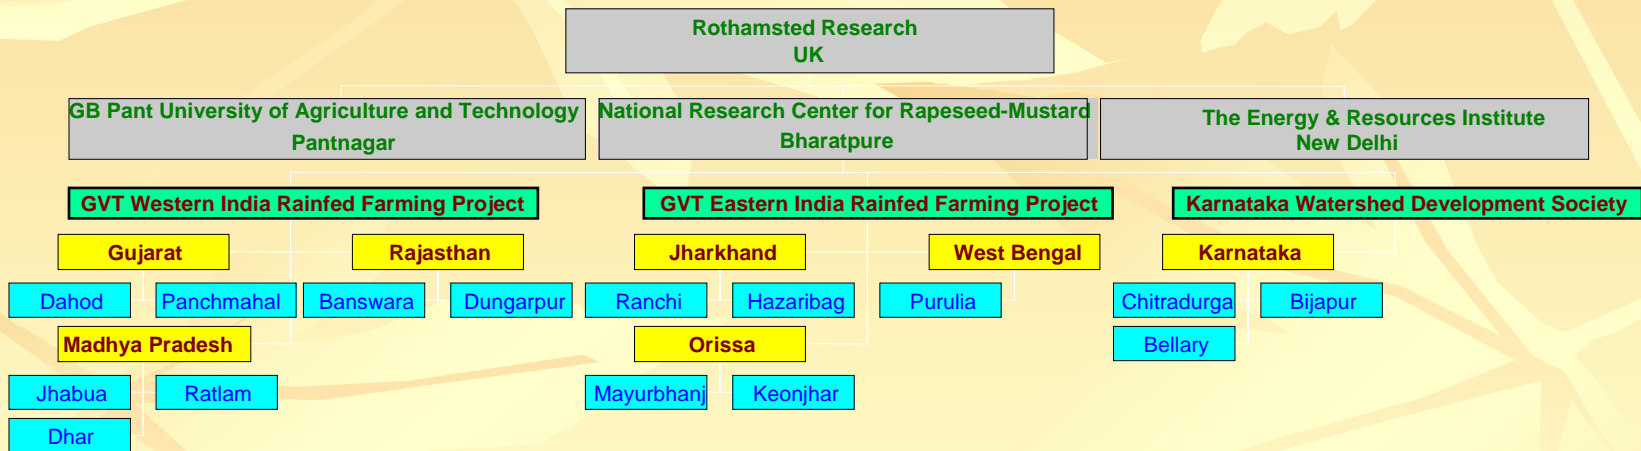 Rothamsted Research
UK
GB Pant University of Agriculture and Technology
Pantnagar
National Research Center for Rapeseed-Mustard
Bharatpure
The Energy & Resources Institute
New Delhi
GVT Western India Rainfed Farming Project
GVT Eastern India Rainfed Farming Project
Karnataka Watershed Development Society
Gujarat
Rajasthan
Jharkhand
West Bengal
Karnataka
Dahod
Panchmahal
Banswara
Dungarpur
Ranchi
Hazaribag
Purulia
Chitradurga
Bijapur
Madhya Pradesh
Orissa
Bellary
Jhabua
Ratlam
Mayurbhanj
Keonjhar
Dhar